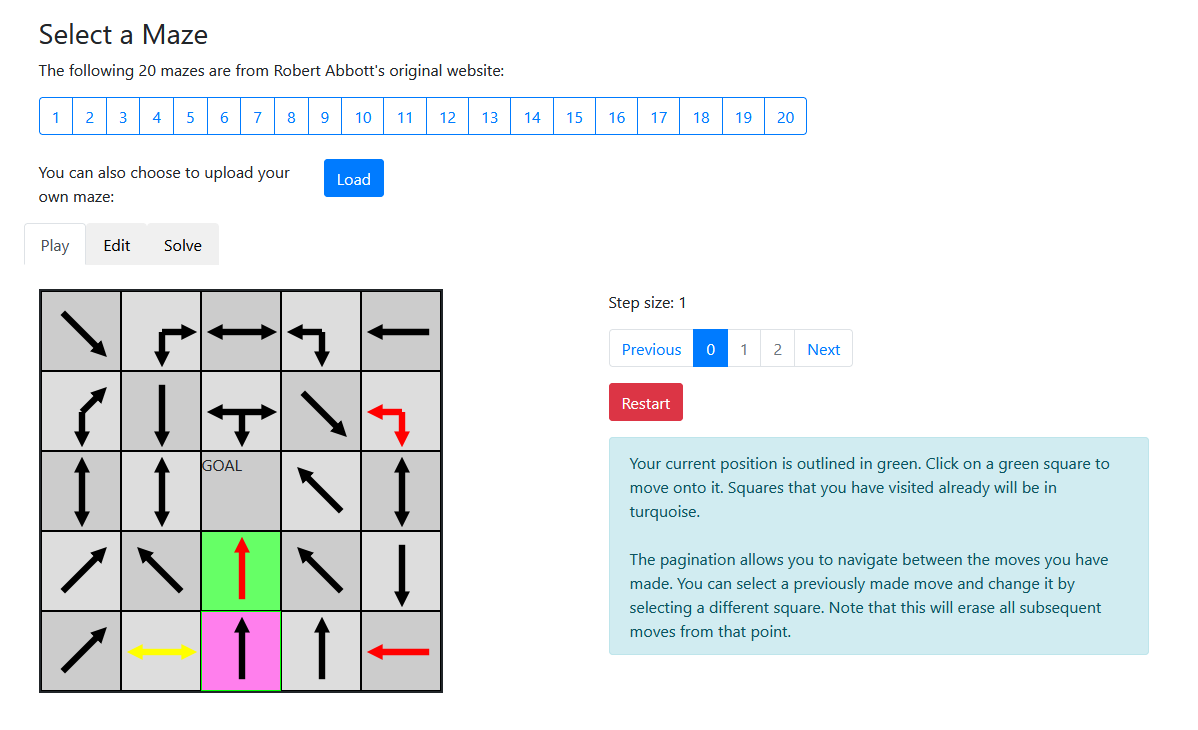 Select a Maze
The following 20 mazes are from Robert Abbott's original website:
1 2 3 4 5 6 7 8 9 10 11 12 13 14 15 16 17 18 19 20
You can also choose to upload your
own maze:
Load
Play Edit Solve
GOAL
Step size: 1
Previous 0 1 2 Next
Restart
Your current position is outlined in green. Click on a green square to
move onto it. Squares that you have visited already will be in
turquoise.
The pagination allows you to navigate between the moves you have
made. You can select a previously made move and change it by
selecting a different square. Note that this will erase all subsequent
moves from that point.